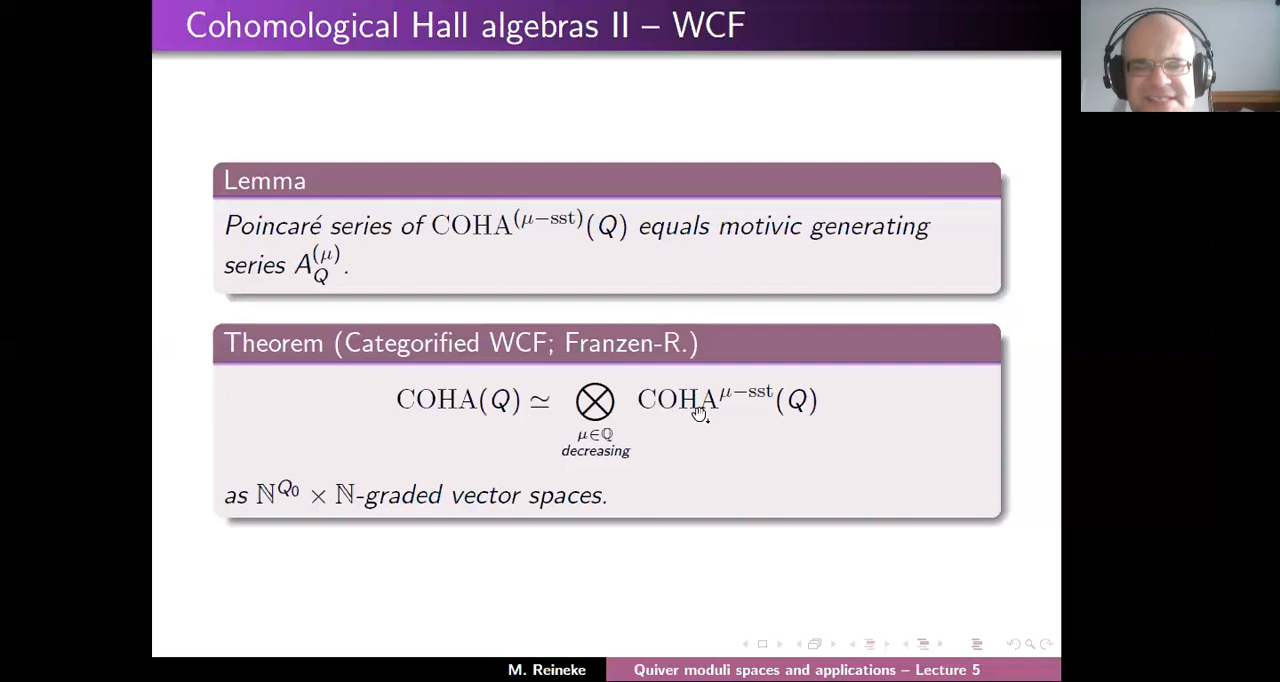 Cohomological Hall algebras II – WCF
Lemma
Poincaré series of COHA^(μ−sst)(Q) equals motivic generating
series A_Q^(μ).
Theorem (Categorified WCF; Franzen-R.)
COHA(Q) ≃ ⊗ COHA^μ−sst(Q)
μ∈ℚ
decreasing
as ℕ^Q₀ × ℕ-graded vector spaces.
M. Reineke Quiver moduli spaces and applications – Lecture 5